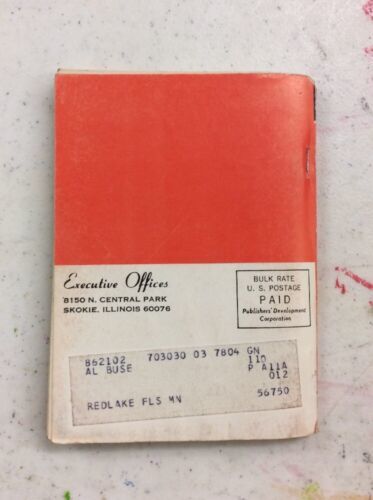 Executive Offices
8150 N. CENTRAL PARK
SKOKIE, ILLINOIS 60076
BULK RATE
U. S. POSTAGE
PAID
Publishers' Development
Corporation
862102 703030 03 7804 GN
AL BUSE 110
P A11A
012
REDLAKE FLS MN 56750